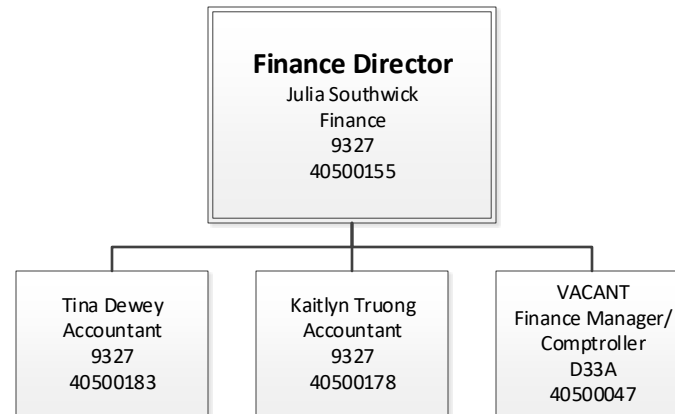 Finance Director
Julia Southwick
Finance
9327
40500155
Tina Dewey
Accountant
9327
40500183
Kaitlyn Truong
Accountant
9327
40500178
VACANT
Finance Manager/
Comptroller
D33A
40500047